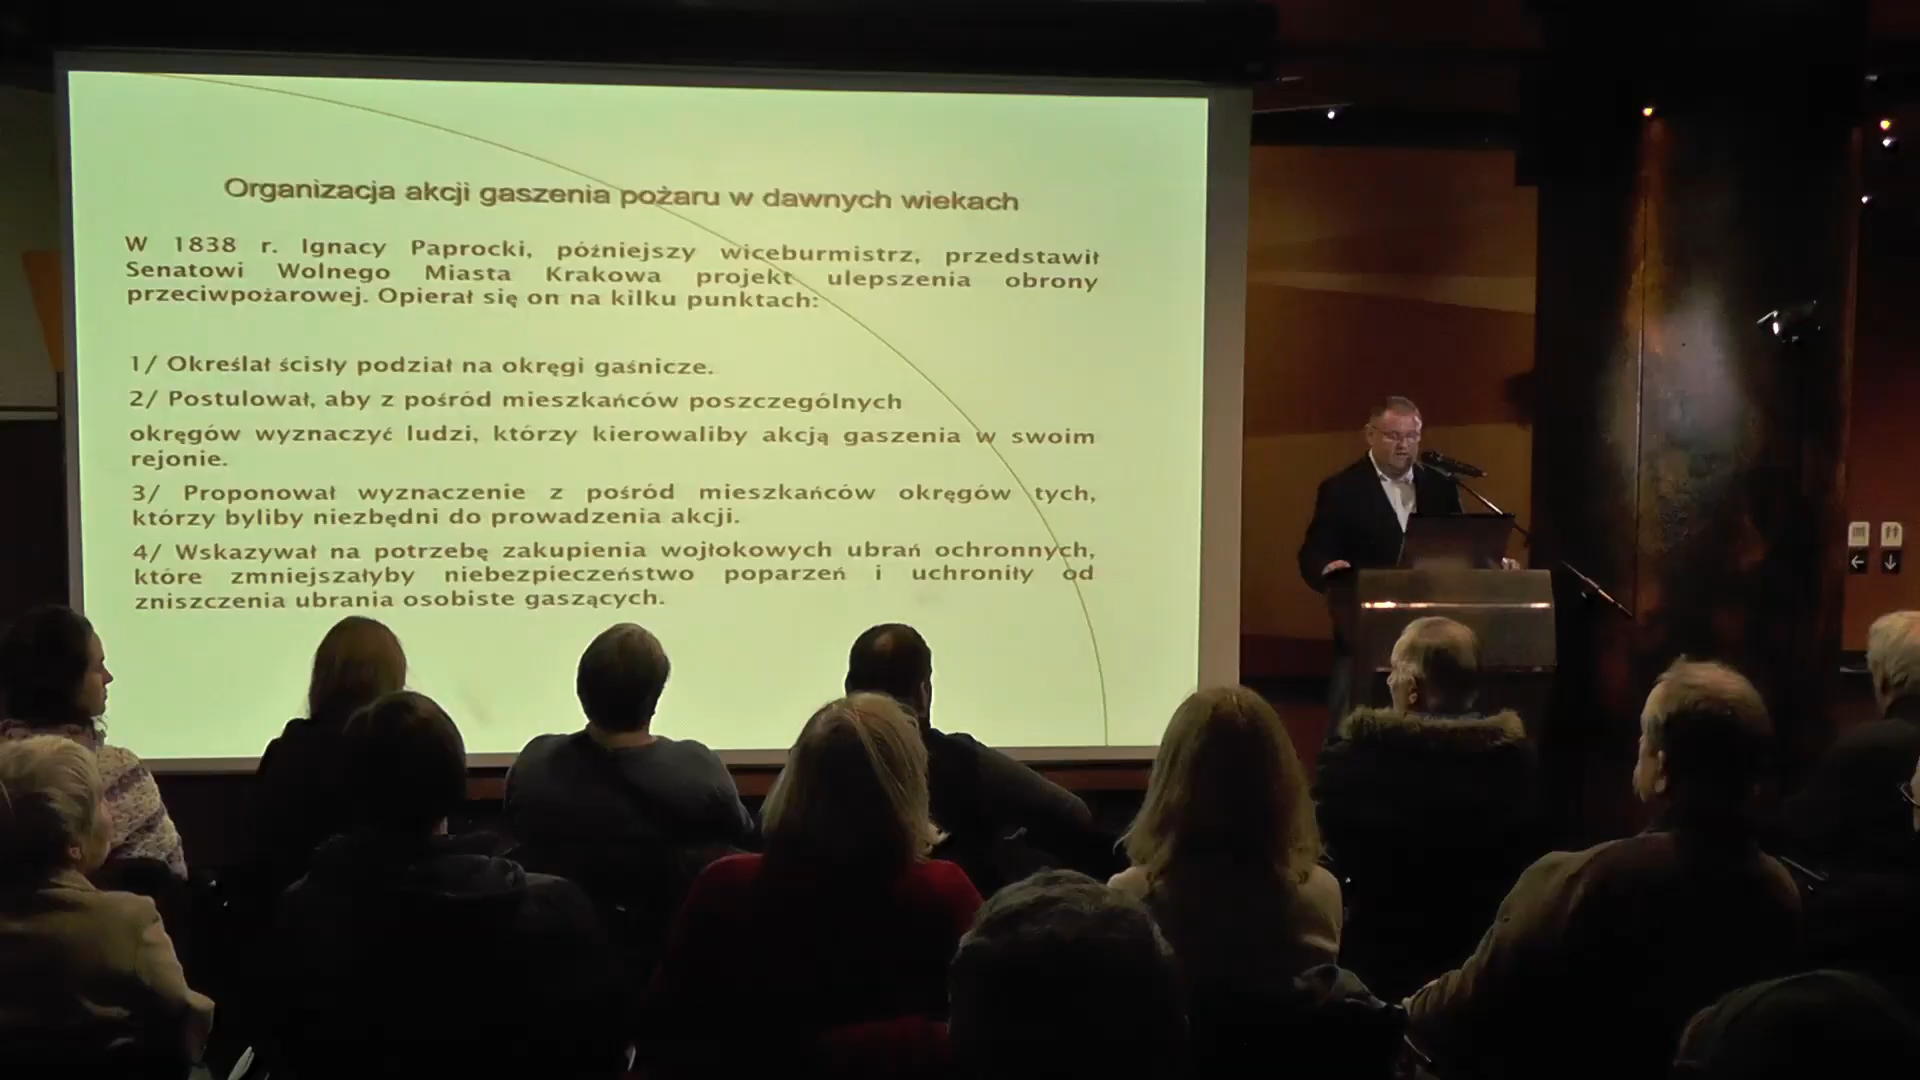 Organizacja akcji gaszenia pożaru w dawnych wiekach
W 1838 r. Ignacy Paprocki, późniejszy wiceburmistrz, przedstawił
Senatowi Wolnego Miasta Krakowa projekt ulepszenia obrony
przeciwpożarowej. Opierał się on na kilku punktach:
1/ Określał ścisły podział na okręgi gaśnicze.
2/ Postulował, aby z pośród mieszkańców poszczególnych
okręgów wyznaczyć ludzi, którzy kierowaliby akcją gaszenia w swoim
rejonie.
3/ Proponował wyznaczenie z pośród mieszkańców okręgów tych,
którzy byliby niezbędni do prowadzenia akcji.
4/ Wskazywał na potrzebę zakupienia wojłokowych ubrań ochronnych,
które zmniejszałyby niebezpieczeństwo poparzeń i uchroniły od
zniszczenia ubrania osobiste gaszących.